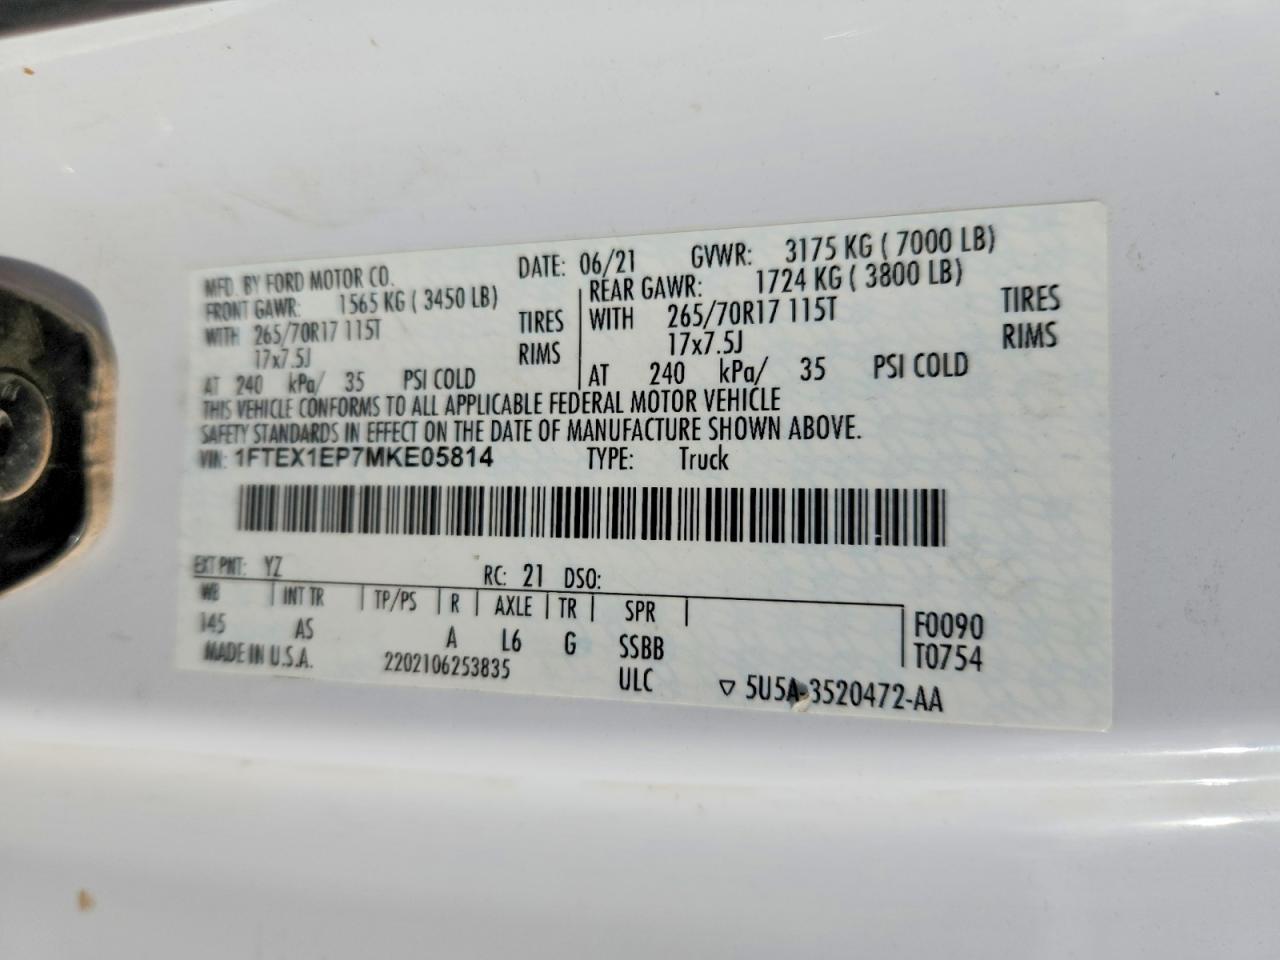 MFD. BY FORD MOTOR CO. DATE: 06/21 GVWR: 3175 KG ( 7000 LB)
FRONT GAWR: 1565 KG ( 3450 LB) REAR GAWR: 1724 KG ( 3800 LB)
WITH 265/70R17 115T TIRES WITH 265/70R17 115T TIRES
17x7.5J RIMS 17x7.5J RIMS
AT 240 kPa/ 35 PSI COLD AT 240 kPa/ 35 PSI COLD
THIS VEHICLE CONFORMS TO ALL APPLICABLE FEDERAL MOTOR VEHICLE
SAFETY STANDARDS IN EFFECT ON THE DATE OF MANUFACTURE SHOWN ABOVE.
VIN: 1FTEX1EP7MKE05814 TYPE: Truck
EXT PNT: YZ RC: 21 DSO:
WB INT TR TP/PS R AXLE TR SPR F0090
145 AS A L6 G SSBB T0754
MADE IN U.S.A. 2202106253835 ULC ▽ 5U5A-3520472-AA